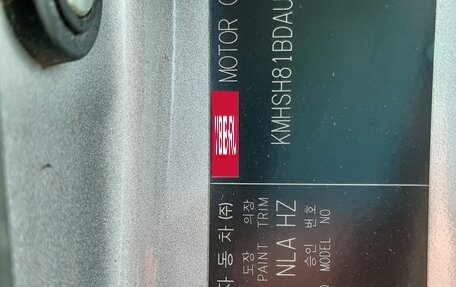 MOTOR C
KMHSH81BDAU
자동차 ㈜
도장 의장
PAINT TRIM
NLA HZ
승인 번호
MODEL NO